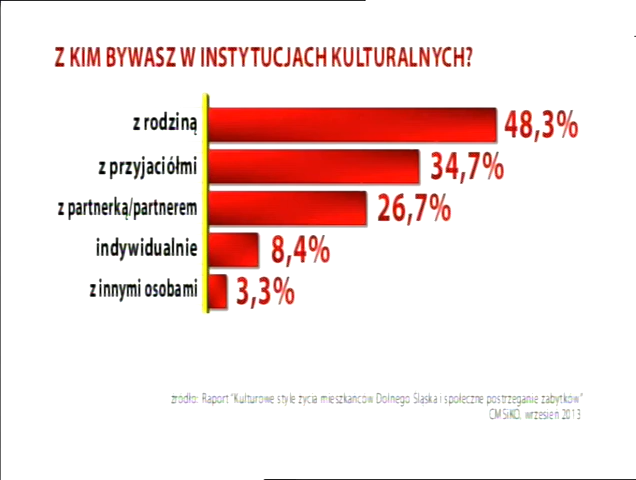 Z KIM BYWASZ W INSTYTUCJACH KULTURALNYCH?
z rodziną 48,3%
z przyjaciółmi 34,7%
z partnerką/partnerem 26,7%
indywidualnie 8,4%
z innymi osobami 3,3%
źródło: Raport "Kulturowe style życia mieszkańców Dolnego Śląska i społeczne postrzeganie zabytków"
CMSiKO, wrzesień 2013